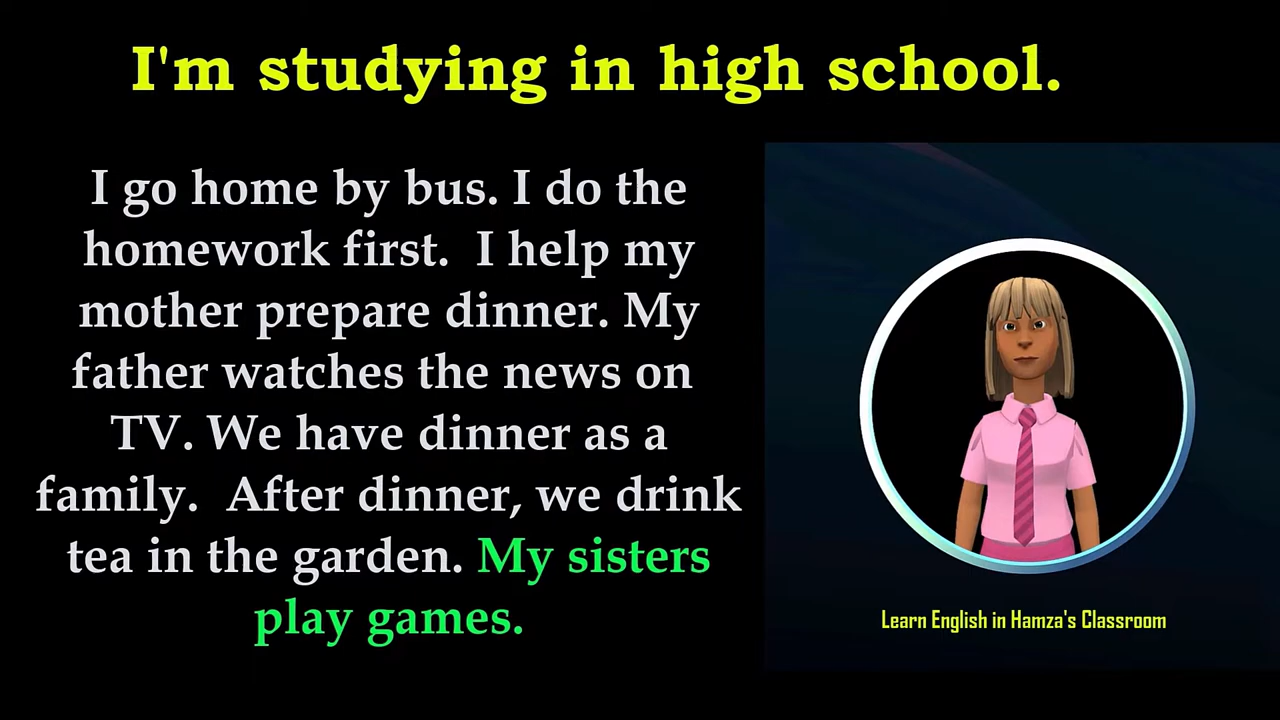 I'm studying in high school.
I go home by bus. I do the
homework first.  I help my
mother prepare dinner. My
father watches the news on
TV. We have dinner as a
family.  After dinner, we drink
tea in the garden. My sisters
play games.
Learn English in Hamza's Classroom